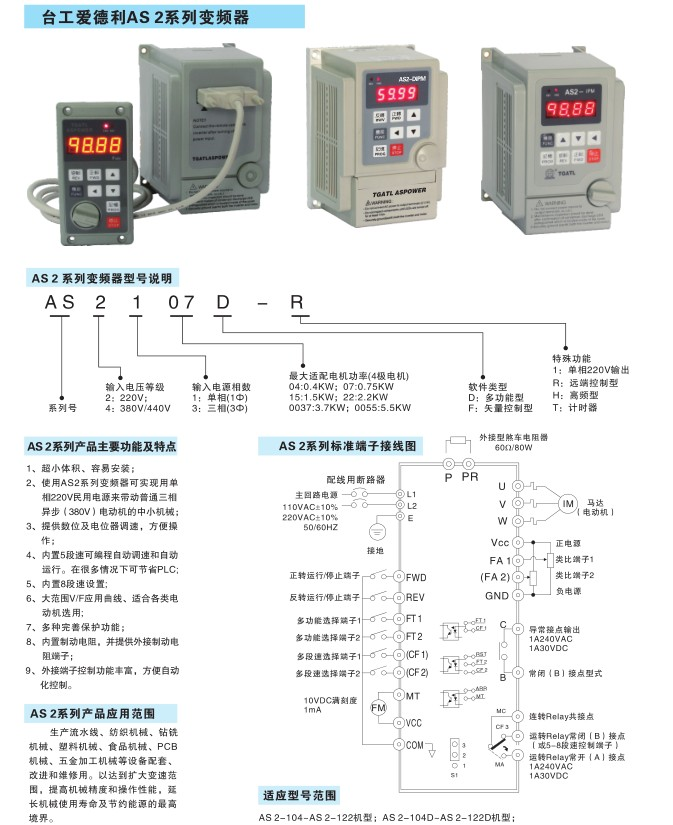 台工爱德利AS 2系列变频器
AS2-DIPM
59.99
TGATL ASPOWER
WARNING:
AS2- IPM
98.88
TGATL
WARNING:
98.88
AS 2 系列变频器型号说明
A S 2 1 0 7 D - R
系列号
输入电压等级
2；220V；
4：380V/440V
输入电源相数
1：单相(1Φ)
3：三相(3Φ)
最大适配电机功率(4极电机)
04:0.4KW；07:0.75KW
15:1.5KW；22:2.2KW
0037:3.7KW；0055:5.5KW
软件类型
D：多功能型
F：矢量控制型
特殊功能
1：单相220V输出
R：远端控制型
H：高频型
T：计时器
AS 2系列产品主要功能及特点
1、超小体积、容易安装；
2、使用AS2系列变频器可实现用单
相220V民用电源来带动普通三相
异步（380V）电动机的中小机械；
3、提供数位及电位器调速，方便操
作；
4、内置5段速可编程自动调速和自动
运行。在很多情况下可节省PLC；
5、内置8段速设置；
6、大范围V/F应用曲线、适合各类电
动机选用；
7、多种完善保护功能；
8、内置制动电阻，并提供外接制动电
阻端子；
9、外接端子控制功能丰富，方便自动
化控制。
AS 2系列产品应用范围
生产流水线、纺织机械、钻铣
机械、塑料机械、食品机械、PCB
机械、五金加工机械等设备配套、
改进和维修用。以达到扩大变速范
围，提高机械精度和操作性能，延
长机械使用寿命及节约能源的最高
境界。
AS 2系列标准端子接线图
外接型煞车电阻器
60Ω/80W
P PR
配线用断路器
主回路电源
110VAC±10%
220VAC±10%
50/60HZ
接地
L1
L2
E
U
V
W
IM
马达
（电动机）
Vcc
正电源
FA 1
类比端子1
(FA 2)
类比端子2
GND
负电源
正转运行/停止端子
FWD
反转运行/停止端子
REV
多功能选择端子1
FT1
多功能选择端子2
FT2
多段速选择端子1
(CF1)
多段速选择端子2
(CF2)
FT1
CF1
RST
FT2
CF2
ARR
MT
10VDC满刻度
1mA
FM
MT
VCC
COM
3
2
1
S1
C
异常接点输出
1A240VAC
1A30VDC
B
常闭（B）接点型式
MC
连转Relay共接点
CF3
运转Relay常闭（B）接点
（或5-8段速控制端子）
MA
运转Relay常开（A）接点
1A240VAC
1A30VDC
适应型号范围
AS 2-104-AS 2-122机型；AS 2-104D-AS 2-122D机型；